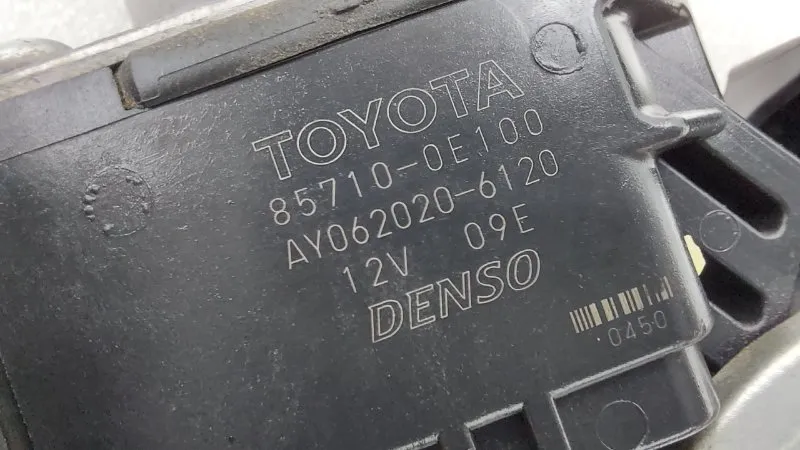 TOYOTA
85710-0E100
AY062020-6120
12V 09E
DENSO
0450